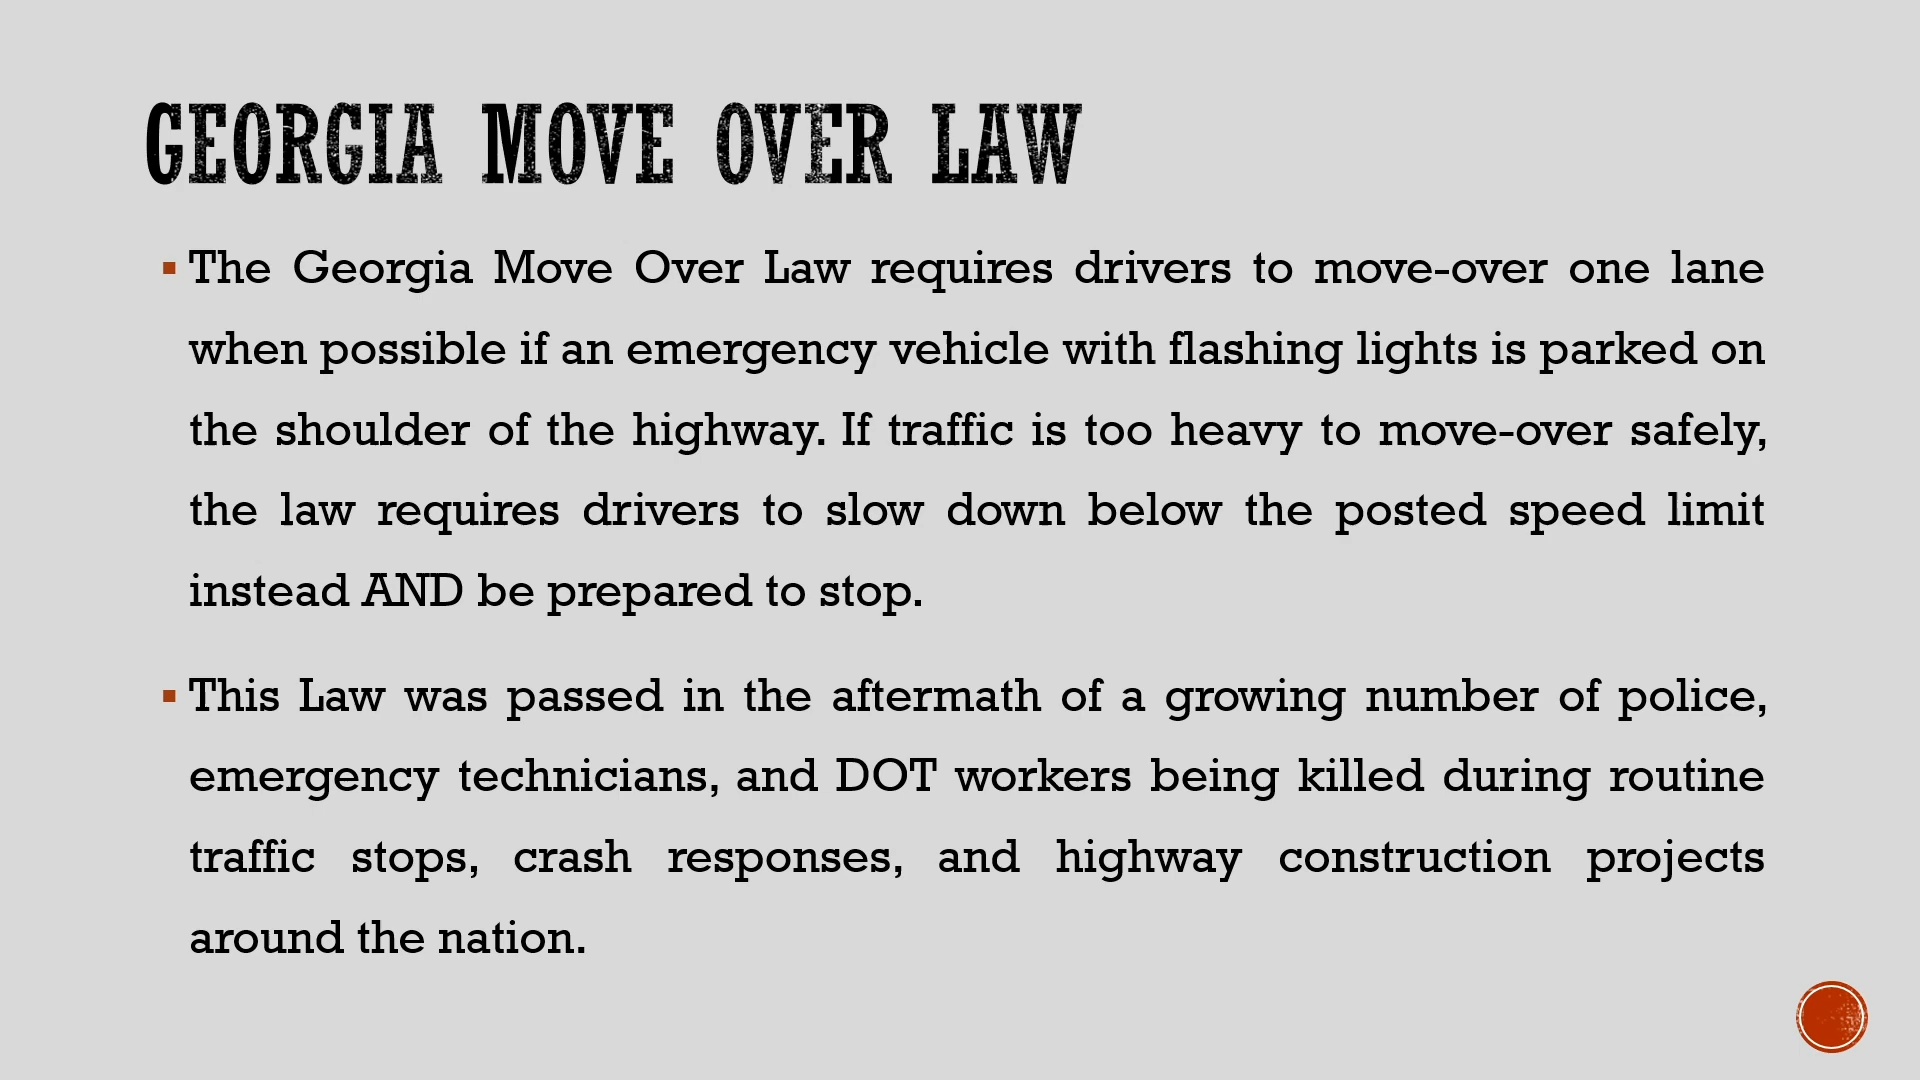 GEORGIA MOVE OVER LAW
The Georgia Move Over Law requires drivers to move-over one lane
when possible if an emergency vehicle with flashing lights is parked on
the shoulder of the highway. If traffic is too heavy to move-over safely,
the law requires drivers to slow down below the posted speed limit
instead AND be prepared to stop.
This Law was passed in the aftermath of a growing number of police,
emergency technicians, and DOT workers being killed during routine
traffic stops, crash responses, and highway construction projects
around the nation.